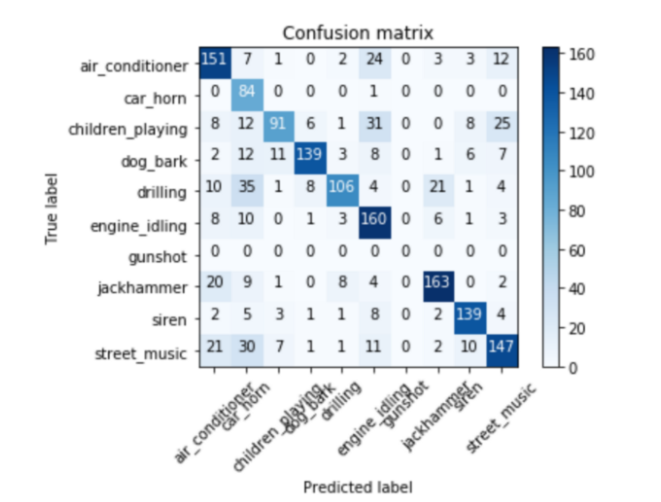 Confusion matrix
air_conditioner 151 7 1 0 2 24 0 3 3 12
car_horn 0 84 0 0 0 1 0 0 0 0
children_playing 8 12 91 6 1 31 0 0 8 25
dog_bark 2 12 11 139 3 8 0 1 6 7
drilling 10 35 1 8 106 4 0 21 1 4
engine_idling 8 10 0 1 3 160 0 6 1 3
gunshot 0 0 0 0 0 0 0 0 0 0
jackhammer 20 9 1 0 8 4 0 163 0 2
siren 2 5 3 1 1 8 0 2 139 4
street_music 21 30 7 1 1 11 0 2 10 147
True label
air_conditioner
car_horn
children_playing
dog_bark
drilling
engine_idling
gunshot
jackhammer
siren
street_music
Predicted label
160
140
120
100
80
60
40
20
0